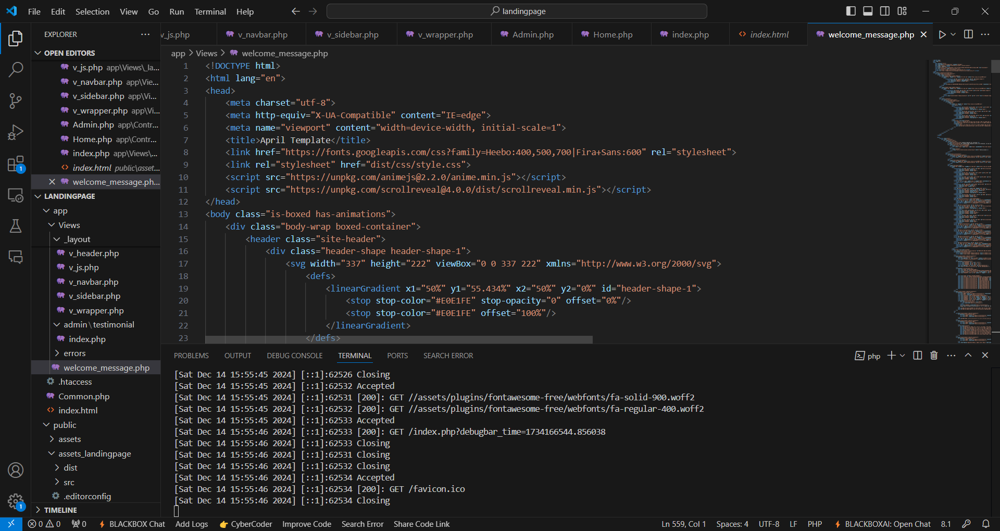 File Edit Selection View Go Run Terminal Help
landingpage
EXPLORER
v_js.php v_navbar.php v_sidebar.php v_wrapper.php Admin.php Home.php index.php index.html welcome_message.php
OPEN EDITORS
v_js.php app\Views\_la...
v_navbar.php app\Vie...
v_sidebar.php app\Vi...
v_wrapper.php app\Vi...
Admin.php app\Contr...
Home.php app\Contr...
index.php app\Views\...
index.html public\asset...
welcome_message.ph...
LANDINGPAGE
app
Views
_layout
v_header.php
v_js.php
v_navbar.php
v_sidebar.php
v_wrapper.php
admin\testimonial
index.php
errors
welcome_message.php
.htaccess
Common.php
index.html
public
assets
assets_landingpage
dist
src
.editorconfig
TIMELINE
app > Views > welcome_message.php
1 <!DOCTYPE html>
2 <html lang="en">
3 <head>
4 <meta charset="utf-8">
5 <meta http-equiv="X-UA-Compatible" content="IE=edge">
6 <meta name="viewport" content="width=device-width, initial-scale=1">
7 <title>April Template</title>
8 <link href="https://fonts.googleapis.com/css?family=Heebo:400,500,700|Fira+Sans:600" rel="stylesheet">
9 <link rel="stylesheet" href="dist/css/style.css">
10 <script src="https://unpkg.com/animejs@2.2.0/anime.min.js"></script>
11 <script src="https://unpkg.com/scrollreveal@4.0.0/dist/scrollreveal.min.js"></script>
12 </head>
13 <body class="is-boxed has-animations">
14 <div class="body-wrap boxed-container">
15 <header class="site-header">
16 <div class="header-shape header-shape-1">
17 <svg width="337" height="222" viewBox="0 0 337 222" xmlns="http://www.w3.org/2000/svg">
18 <defs>
19 <linearGradient x1="50%" y1="55.434%" x2="50%" y2="0%" id="header-shape-1">
20 <stop stop-color="#E0E1FE" stop-opacity="0" offset="0%"/>
21 <stop stop-color="#E0E1FE" offset="100%"/>
22 </linearGradient>
23 </defs>
PROBLEMS OUTPUT DEBUG CONSOLE TERMINAL PORTS SEARCH ERROR
php
[Sat Dec 14 15:55:45 2024] [::1]:62526 Closing
[Sat Dec 14 15:55:45 2024] [::1]:62532 Accepted
[Sat Dec 14 15:55:45 2024] [::1]:62531 [200]: GET //assets/plugins/fontawesome-free/webfonts/fa-solid-900.woff2
[Sat Dec 14 15:55:45 2024] [::1]:62532 [200]: GET //assets/plugins/fontawesome-free/webfonts/fa-regular-400.woff2
[Sat Dec 14 15:55:45 2024] [::1]:62533 Accepted
[Sat Dec 14 15:55:46 2024] [::1]:62533 [200]: GET /index.php?debugbar_time=1734166544.856038
[Sat Dec 14 15:55:46 2024] [::1]:62533 Closing
[Sat Dec 14 15:55:46 2024] [::1]:62531 Closing
[Sat Dec 14 15:55:46 2024] [::1]:62532 Closing
[Sat Dec 14 15:55:46 2024] [::1]:62534 Accepted
[Sat Dec 14 15:55:46 2024] [::1]:62534 [200]: GET /favicon.ico
[Sat Dec 14 15:55:46 2024] [::1]:62534 Closing
0 0 0 BLACKBOX Chat Add Logs CyberCoder Improve Code Search Error Share Code Link Ln 559, Col 1 Spaces: 4 UTF-8 LF PHP BLACKBOXAI: Open Chat 8.1